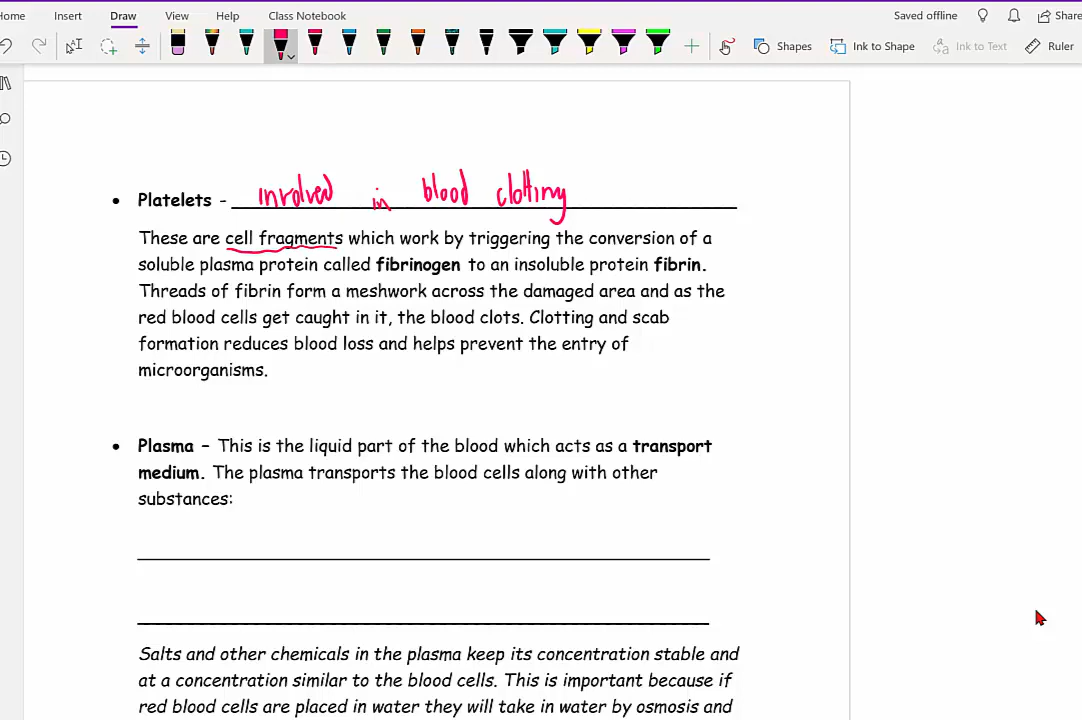 Home Insert Draw View Help Class Notebook Saved offline Share
Shapes Ink to Shape Ink to Text Ruler
• Platelets - involved in blood clotting
These are cell fragments which work by triggering the conversion of a
soluble plasma protein called fibrinogen to an insoluble protein fibrin.
Threads of fibrin form a meshwork across the damaged area and as the
red blood cells get caught in it, the blood clots. Clotting and scab
formation reduces blood loss and helps prevent the entry of
microorganisms.
• Plasma – This is the liquid part of the blood which acts as a transport
medium. The plasma transports the blood cells along with other
substances:
Salts and other chemicals in the plasma keep its concentration stable and
at a concentration similar to the blood cells. This is important because if
red blood cells are placed in water they will take in water by osmosis and